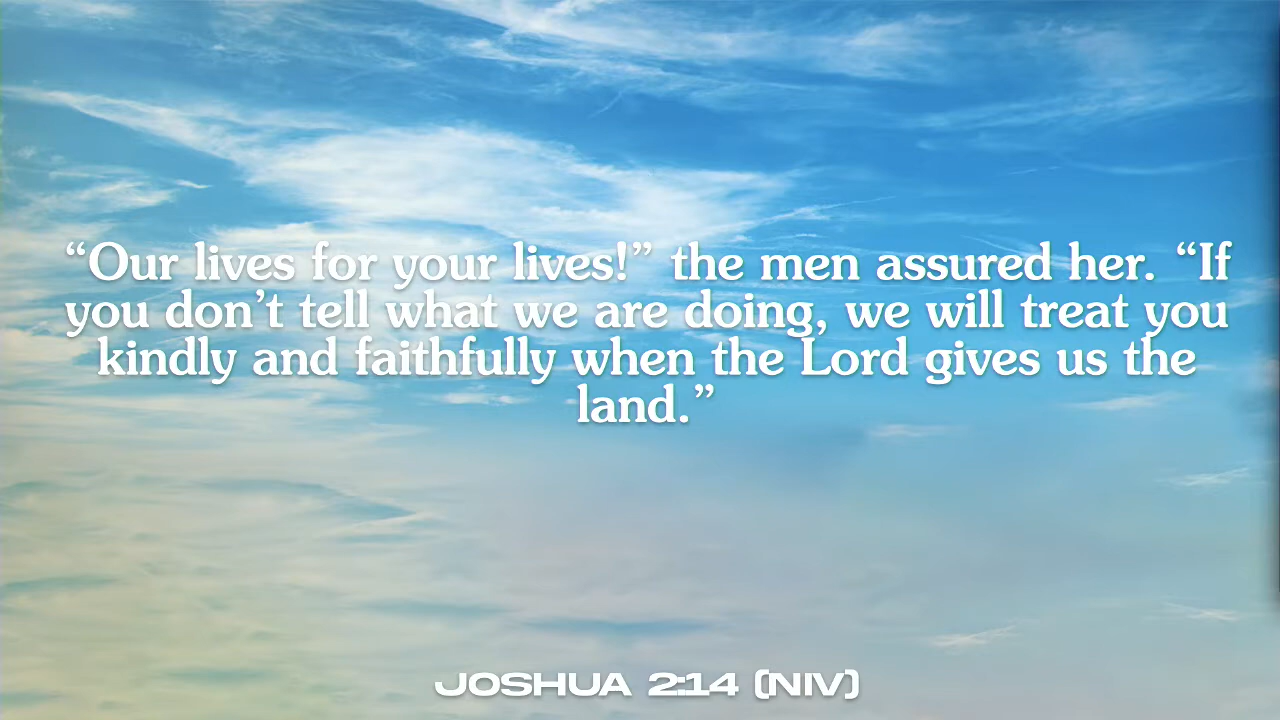 “Our lives for your lives!” the men assured her. “If
you don’t tell what we are doing, we will treat you
kindly and faithfully when the Lord gives us the
land.”
JOSHUA 2:14 (NIV)